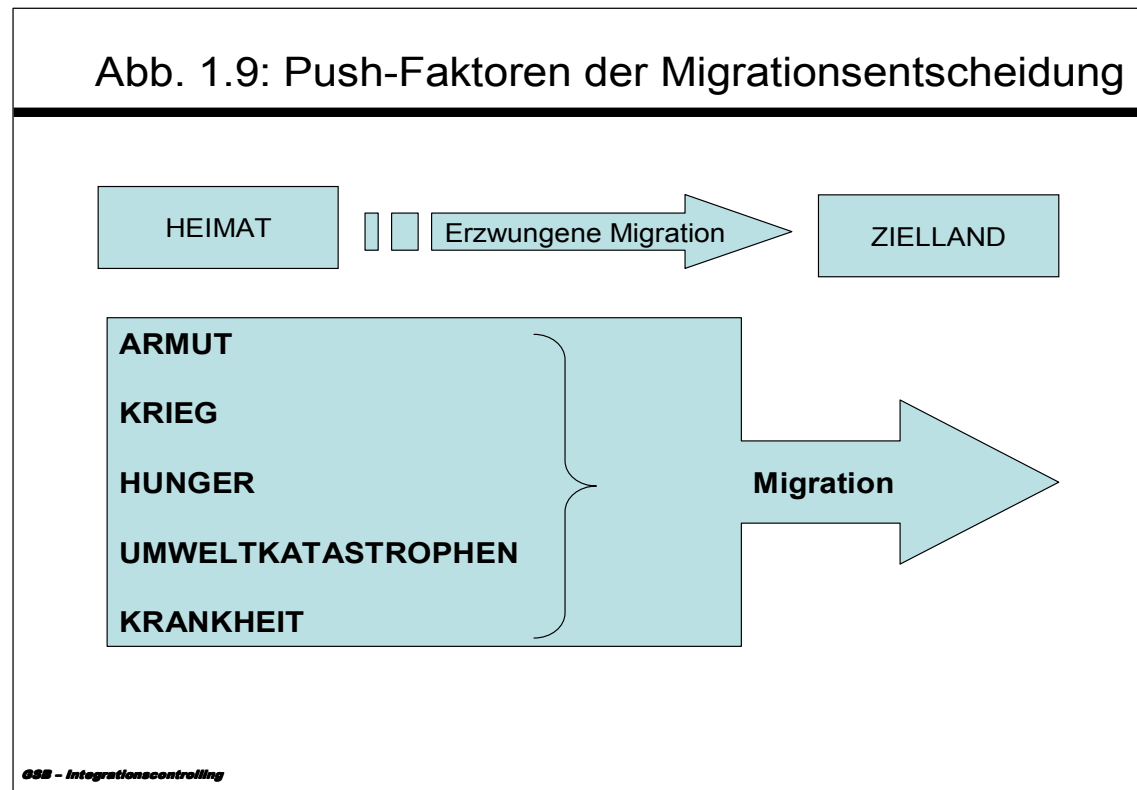 Abb. 1.9: Push-Faktoren der Migrationsentscheidung
HEIMAT
Erzwungene Migration
ZIELLAND
ARMUT
KRIEG
HUNGER
UMWELTKATASTROPHEN
KRANKHEIT
Migration
GSB – Integrationscontrolling